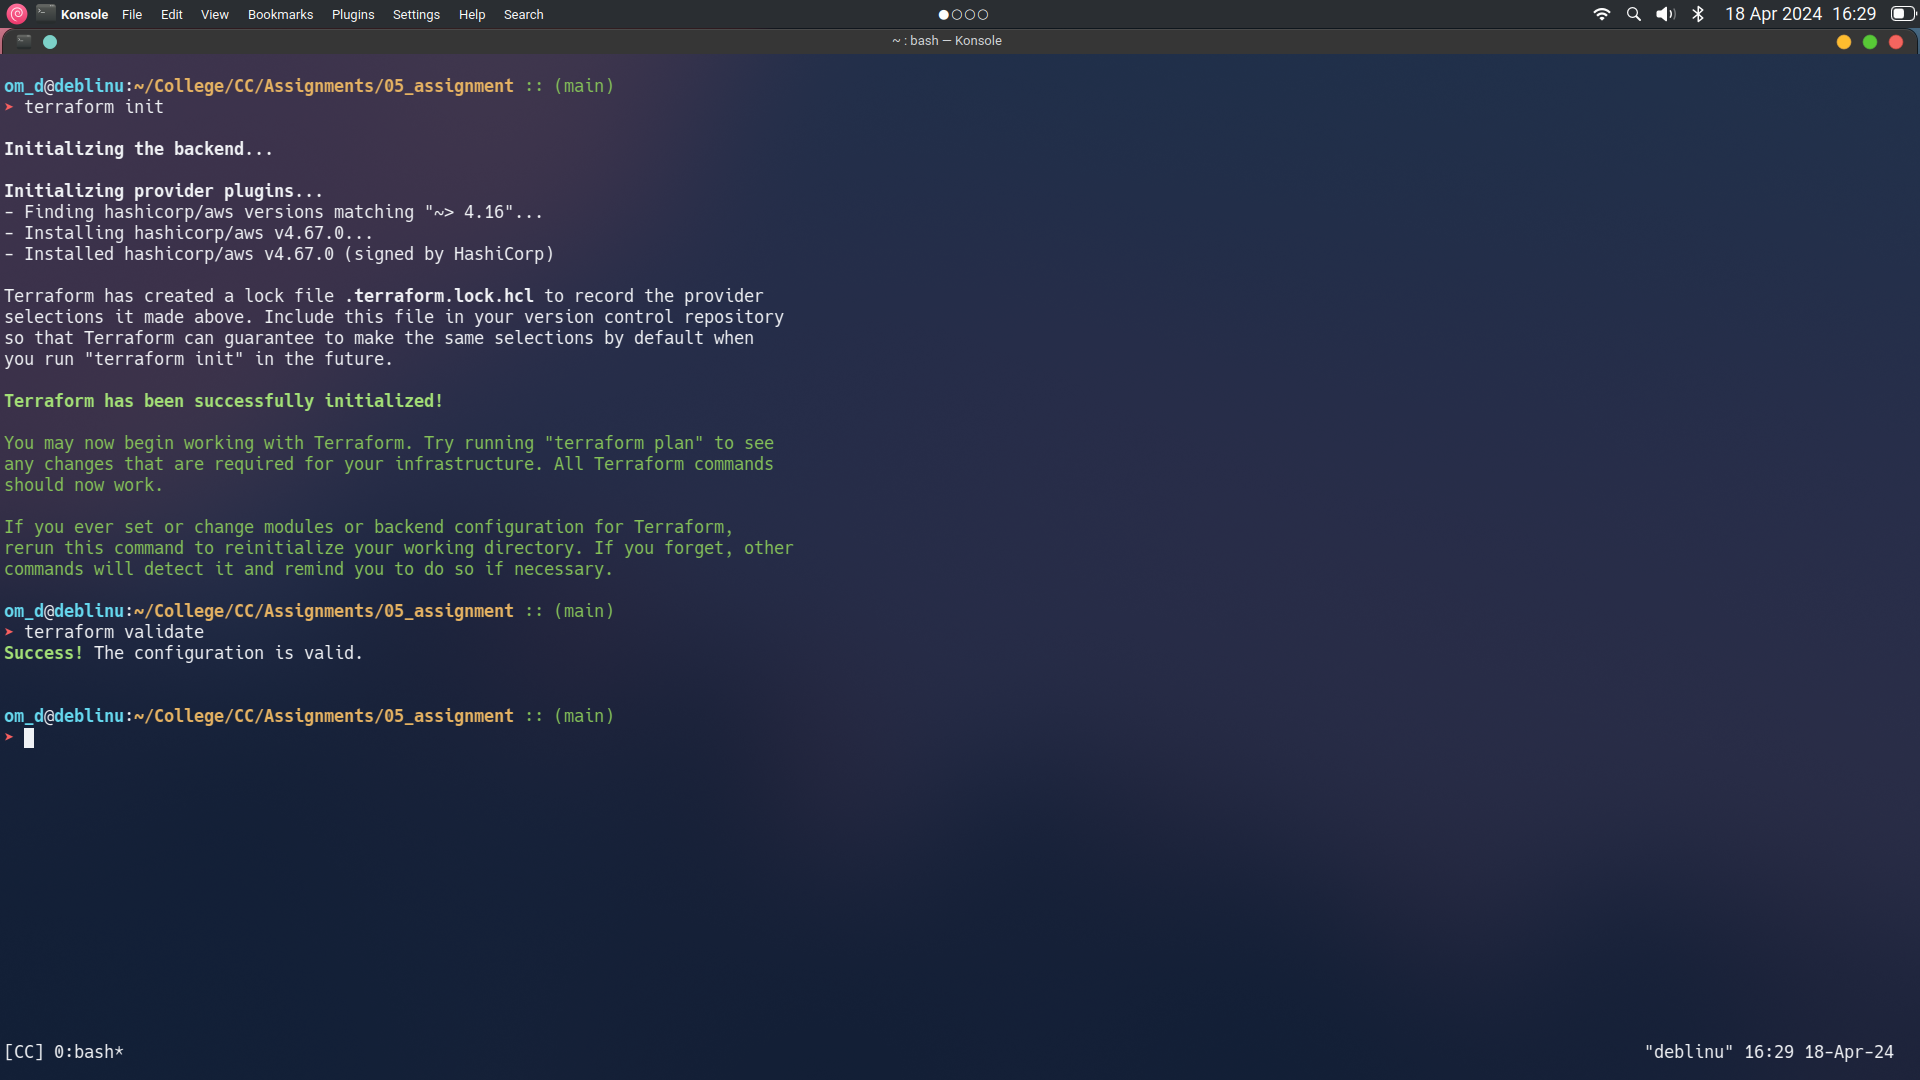 Konsole File Edit View Bookmarks Plugins Settings Help Search 18 Apr 2024 16:29
~ : bash — Konsole
om_d@deblinu:~/College/CC/Assignments/05_assignment :: (main)
➤ terraform init
Initializing the backend...
Initializing provider plugins...
- Finding hashicorp/aws versions matching "~> 4.16"...
- Installing hashicorp/aws v4.67.0...
- Installed hashicorp/aws v4.67.0 (signed by HashiCorp)
Terraform has created a lock file .terraform.lock.hcl to record the provider
selections it made above. Include this file in your version control repository
so that Terraform can guarantee to make the same selections by default when
you run "terraform init" in the future.
Terraform has been successfully initialized!
You may now begin working with Terraform. Try running "terraform plan" to see
any changes that are required for your infrastructure. All Terraform commands
should now work.
If you ever set or change modules or backend configuration for Terraform,
rerun this command to reinitialize your working directory. If you forget, other
commands will detect it and remind you to do so if necessary.
om_d@deblinu:~/College/CC/Assignments/05_assignment :: (main)
➤ terraform validate
Success! The configuration is valid.
om_d@deblinu:~/College/CC/Assignments/05_assignment :: (main)
➤
[CC] 0:bash* "deblinu" 16:29 18-Apr-24